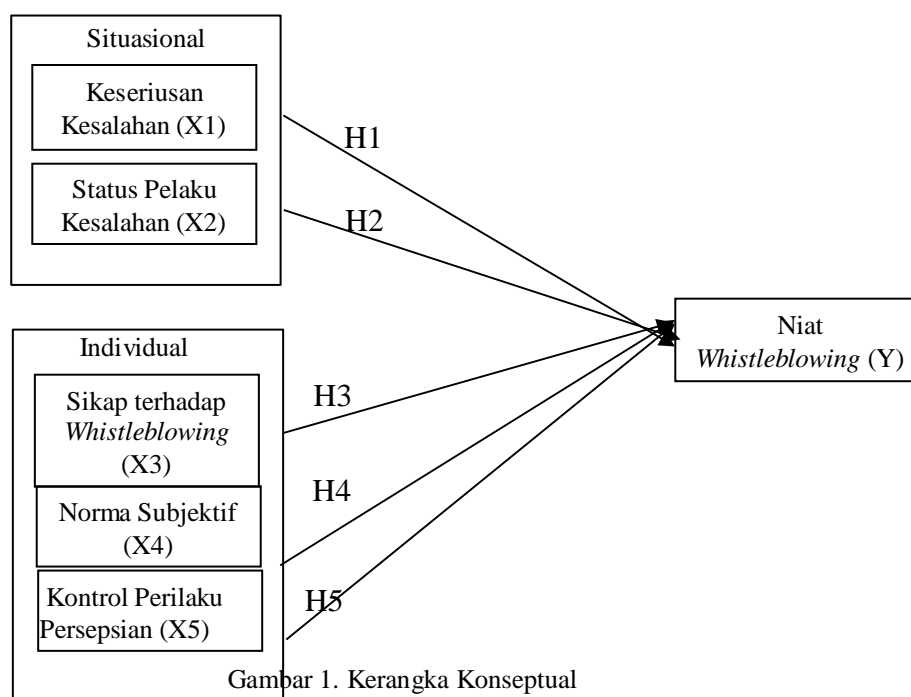 Situasional
Keseriusan
Kesalahan (X1)
H1
Status Pelaku
Kesalahan (X2)
H2
Niat
Whistleblowing (Y)
Individual
Sikap terhadap
Whistleblowing
(X3)
H3
Norma Subjektif
(X4)
H4
Kontrol Perilaku
Persepsian (X5)
H5
Gambar 1. Kerangka Konseptual